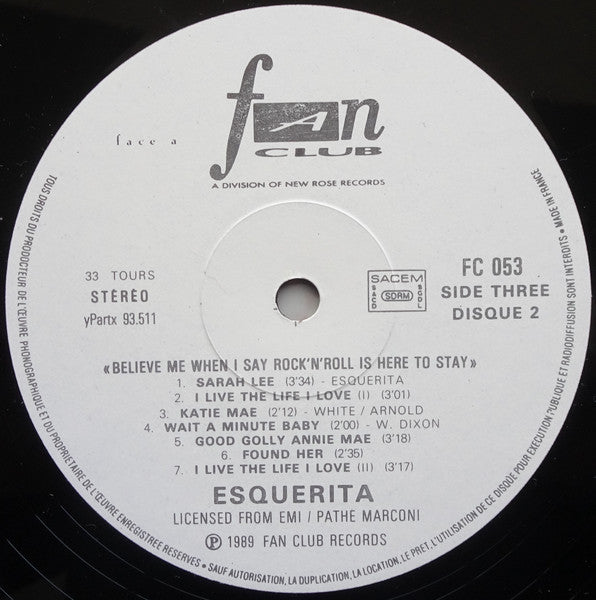 fan
CLUB
A DIVISION OF NEW ROSE RECORDS
face a
33 TOURS
STÉRÉO
yPartx 93.511
SACEM
SACD
SDRM
SGDL
FC 053
SIDE THREE
DISQUE 2
«BELIEVE ME WHEN I SAY ROCK'N'ROLL IS HERE TO STAY»
1. SARAH LEE (3'34) - ESQUERITA
2. I LIVE THE LIFE I LOVE (I) (3'01)
3. KATIE MAE (2'12) - WHITE / ARNOLD
4. WAIT A MINUTE BABY (2'00) - W. DIXON
5. GOOD GOLLY ANNIE MAE (3'18)
6. FOUND HER (2'35)
7. I LIVE THE LIFE I LOVE (II) (3'17)
ESQUERITA
LICENSED FROM EMI / PATHE MARCONI
℗ 1989 FAN CLUB RECORDS
TOUS DROITS DU PRODUCTEUR DE L'ŒUVRE PHONOGRAPHIQUE ET DU PROPRIETAIRE DE L'ŒUVRE ENREGISTREE RESERVES • SAUF AUTORISATION, LA DUPLICATION, LA LOCATION, LE PRET, L'UTILISATION DE CE DISQUE POUR EXECUTION PUBLIQUE ET RADIODIFFUSION SONT INTERDITS • MADE IN FRANCE •